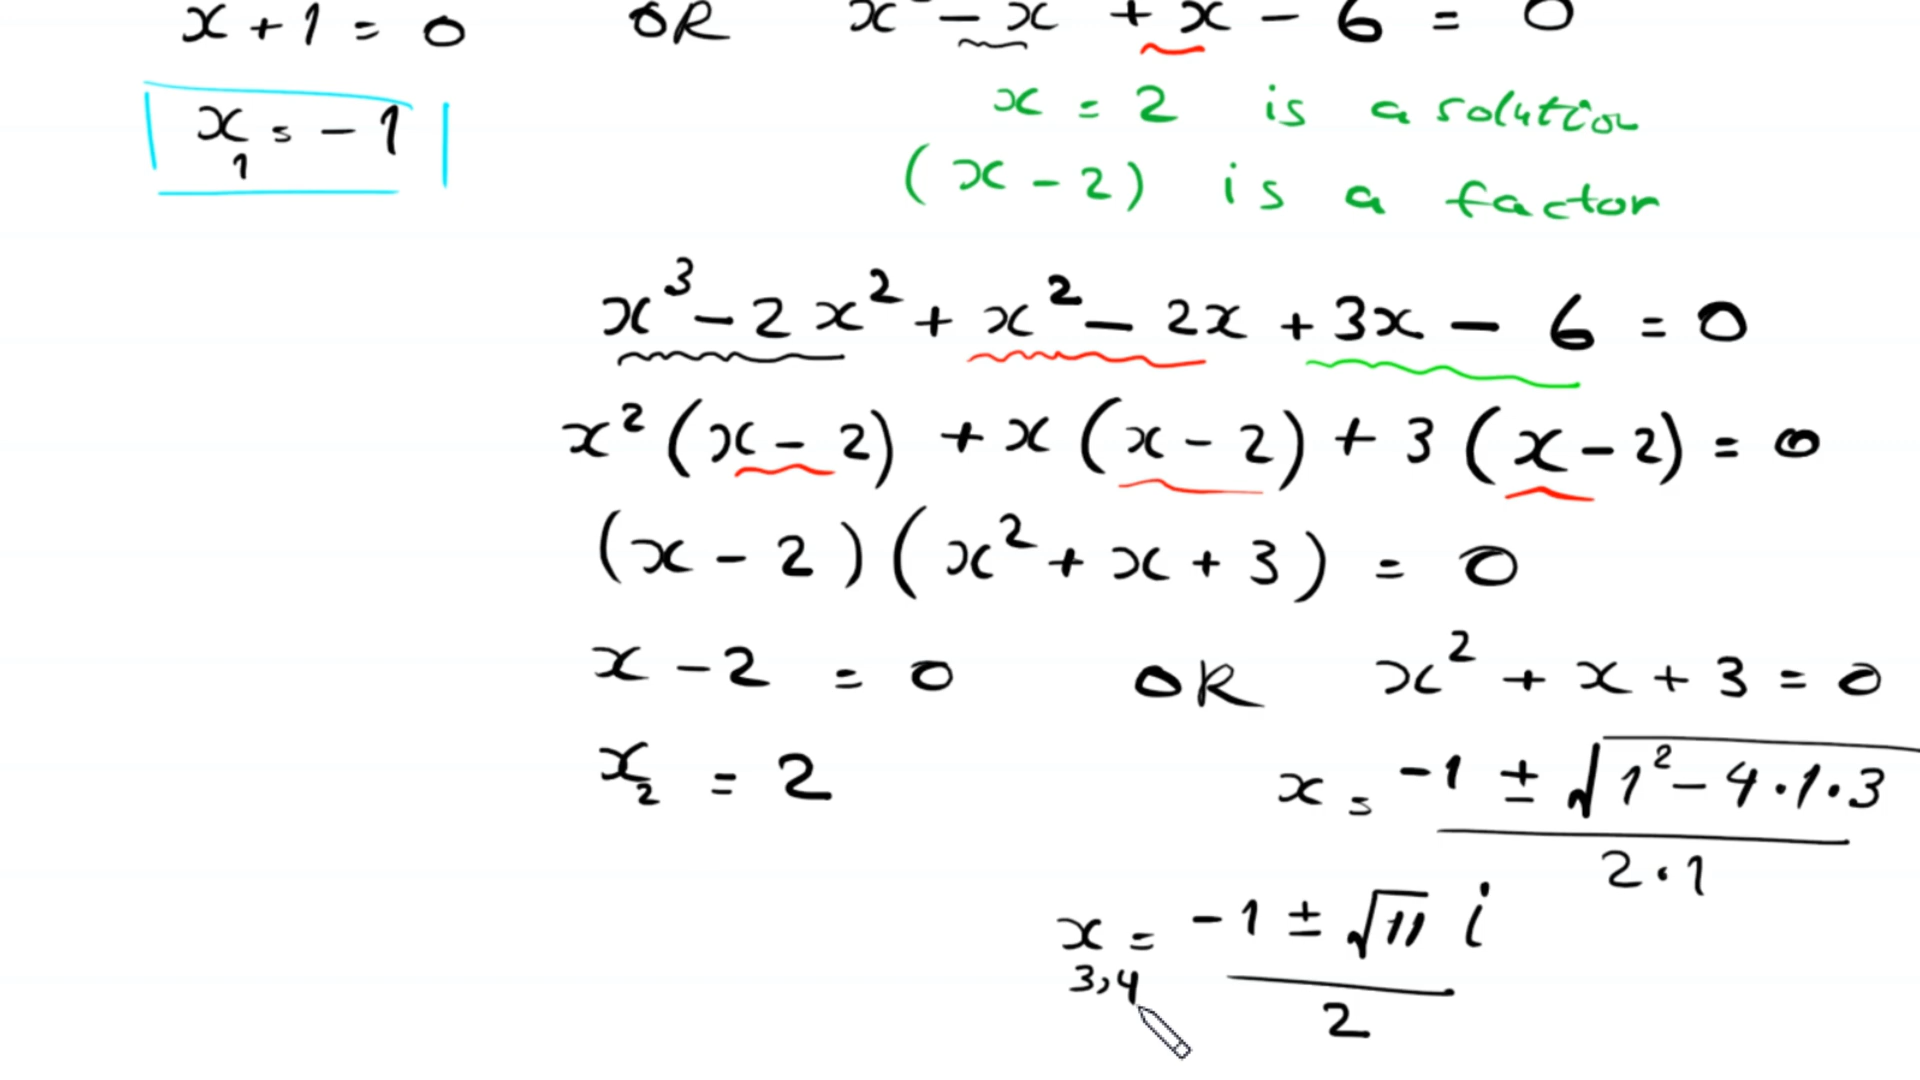 x + 1 = 0 OR x³ - x² + x - 6 = 0
x₁ = -1
x = 2 is a solution
(x - 2) is a factor
x³ - 2x² + x² - 2x + 3x - 6 = 0
x²(x - 2) + x(x - 2) + 3(x - 2) = 0
(x - 2)(x² + x + 3) = 0
x - 2 = 0 OR x² + x + 3 = 0
x₂ = 2
x = (-1 ± √(1² - 4·1·3)) / (2·1)
x₃,₄ = (-1 ± √11 i) / 2